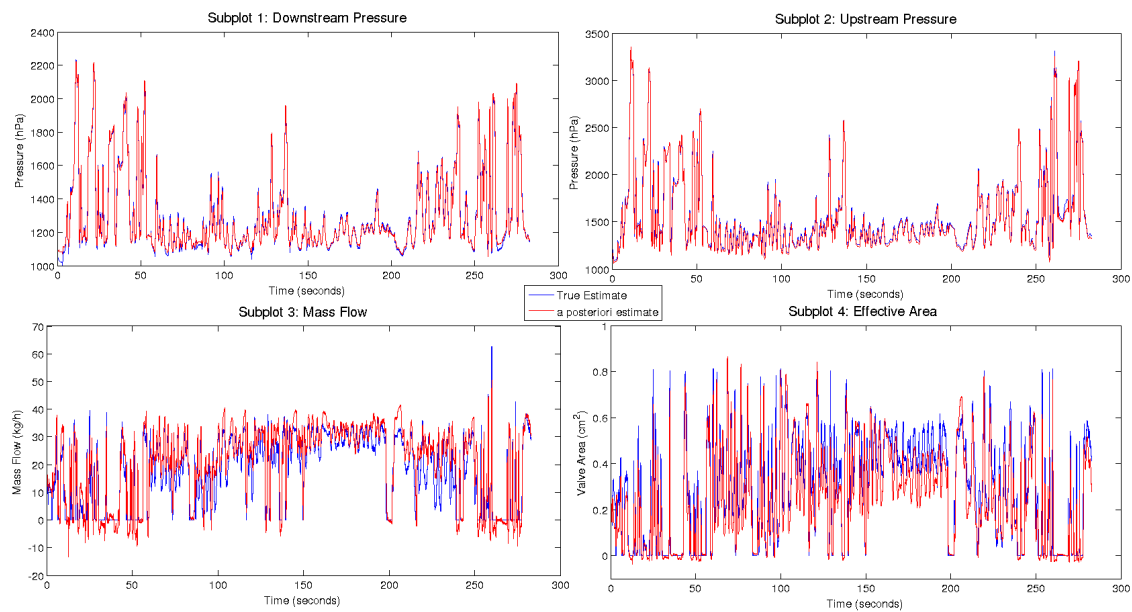 Subplot 1: Downstream Pressure
Pressure (hPa)
2400
2200
2000
1800
1600
1400
1200
1000
0 50 100 150 200 250 300
Time (seconds)
Subplot 2: Upstream Pressure
Pressure (hPa)
3500
3000
2500
2000
1500
1000
0 50 100 150 200 250 300
Time (seconds)
True Estimate
a posteriori estimate
Subplot 3: Mass Flow
Mass Flow (kg/h)
70
60
50
40
30
20
10
0
-10
-20
0 50 100 150 200 250 300
Time (seconds)
Subplot 4: Effective Area
Valve Area (cm²)
1
0.8
0.6
0.4
0.2
0
0 50 100 150 200 250 300
Time (seconds)